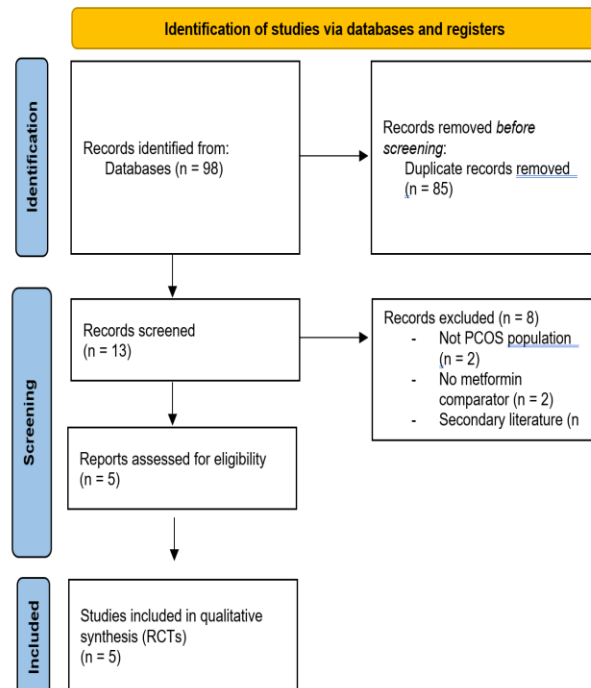 Identification of studies via databases and registers
Identification
Records identified from:
Databases (n = 98)
Records removed before
screening:
Duplicate records removed
(n = 85)
Screening
Records screened
(n = 13)
Records excluded (n = 8)
- Not PCOS population
(n = 2)
- No metformin
comparator (n = 2)
- Secondary literature (n
Reports assessed for eligibility
(n = 5)
Included
Studies included in qualitative
synthesis (RCTs)
(n = 5)